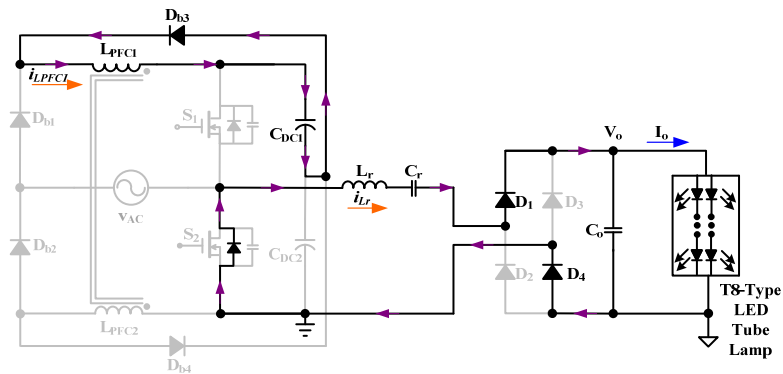 Db3
LPFC1
iLPFC1
Db1
S1
CDC1
Lr
Cr
iLr
vAC
Db2
S2
CDC2
LPFC2
Db4
Vo
Io
D1
D3
D2
D4
Co
T8-Type
LED
Tube
Lamp